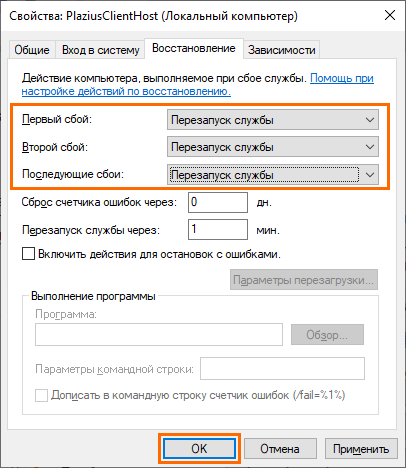 Свойства: PlaziusClientHost (Локальный компьютер)
Общие Вход в систему Восстановление Зависимости
Действие компьютера, выполняемое при сбое службы. Помощь при
настройке действий по восстановлению.
Первый сбой: Перезапуск службы
Второй сбой: Перезапуск службы
Последующие сбои: Перезапуск службы
Сброс счетчика ошибок через: 0 дн.
Перезапуск службы через: 1 мин.
Включить действия для остановок с ошибками.
Параметры перезагрузки...
Выполнение программы
Программа:
Обзор...
Параметры командной строки:
Дописать в командную строку счетчик ошибок (/fail=%1%)
OK Отмена Применить